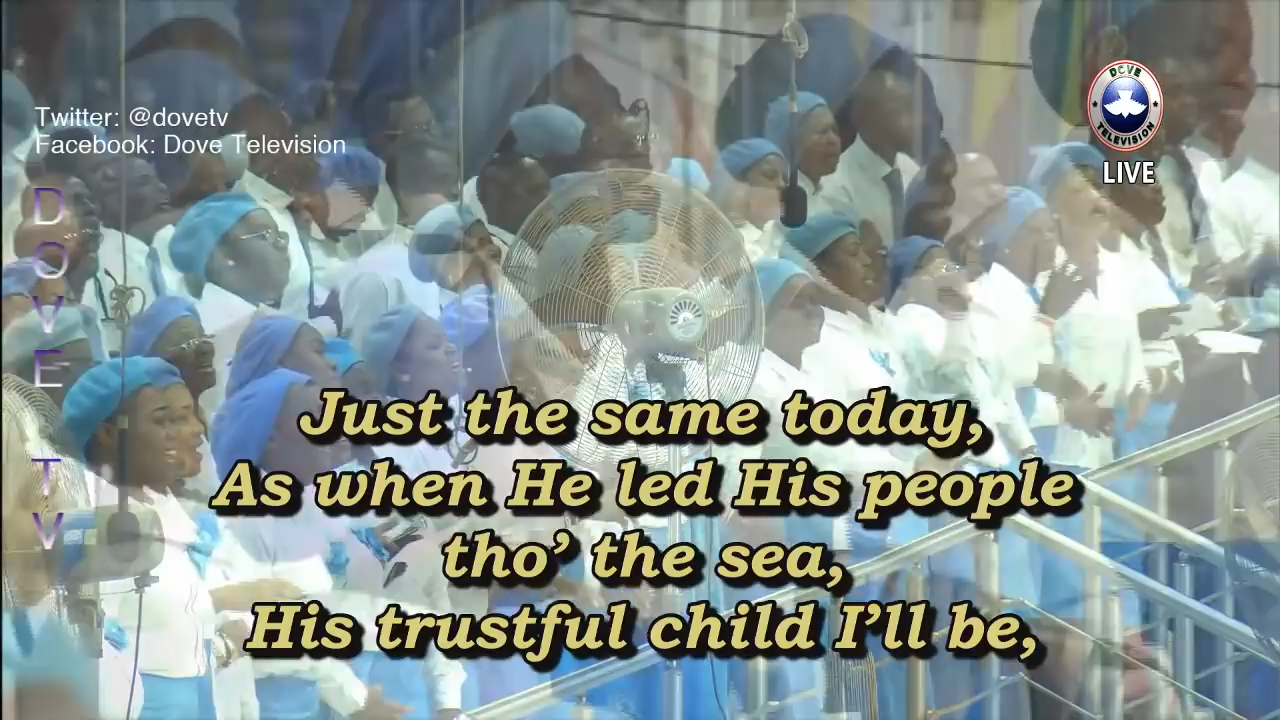 Twitter: @dovetv
Facebook: Dove Television
DOVE
TELEVISION
LIVE
DOVE TV
Just the same today,
As when He led His people
tho’ the sea,
His trustful child I’ll be,